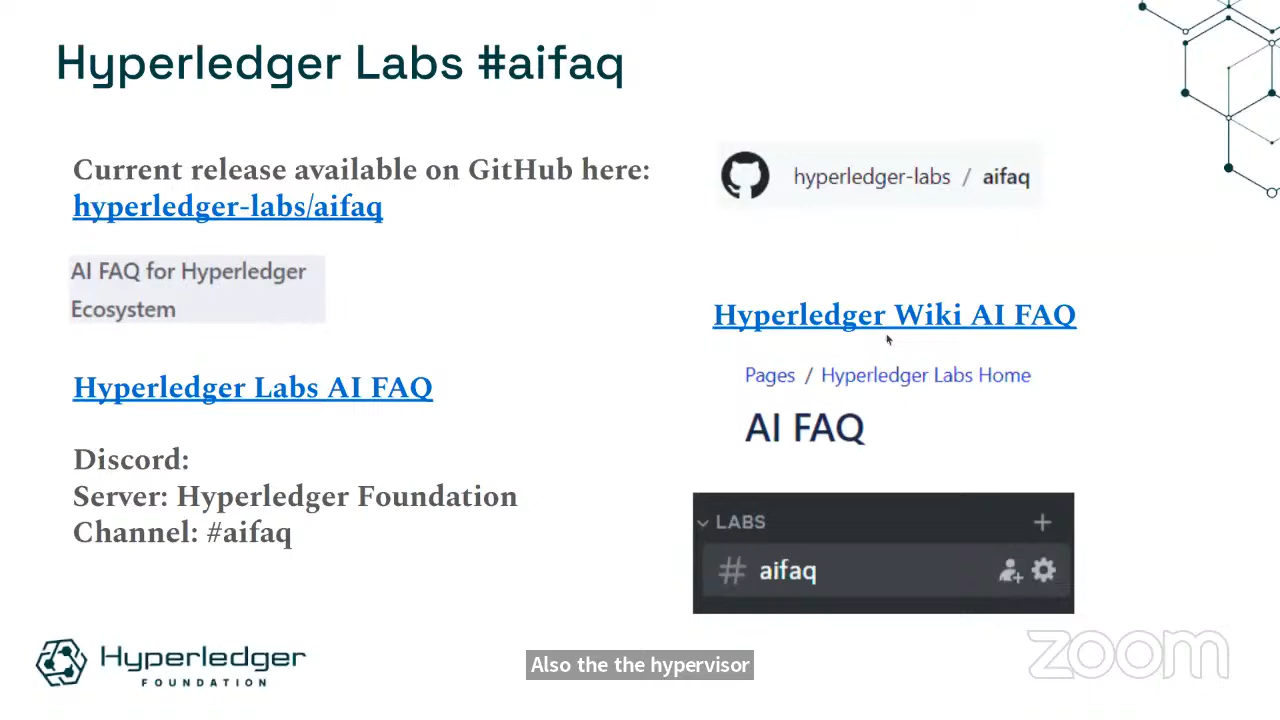 Hyperledger Labs #aifaq
Current release available on GitHub here:
hyperledger-labs/aifaq
AI FAQ for Hyperledger
Ecosystem
Hyperledger Labs AI FAQ
Discord:
Server: Hyperledger Foundation
Channel: #aifaq
hyperledger-labs / aifaq
Hyperledger Wiki AI FAQ
Pages / Hyperledger Labs Home
AI FAQ
LABS
# aifaq
Hyperledger
FOUNDATION
Also the the hypervisor
zoom